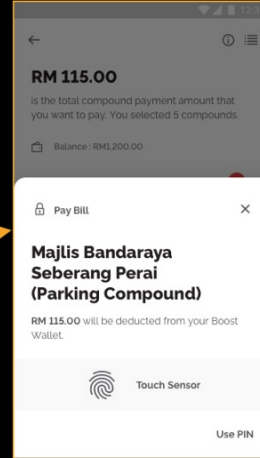 RM 115.00
is the total compound payment amount that
you want to pay. You selected 5 compounds.
Balance : RM1,200.00
Pay Bill
Majlis Bandaraya
Seberang Perai
(Parking Compound)
RM 115.00 will be deducted from your Boost
Wallet.
Touch Sensor
Use PIN